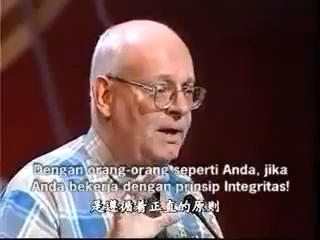 Dengan orang-orang seperti Anda, jika
Anda bekerja dengan prinsip Integritas!
是遵循着正直的原则